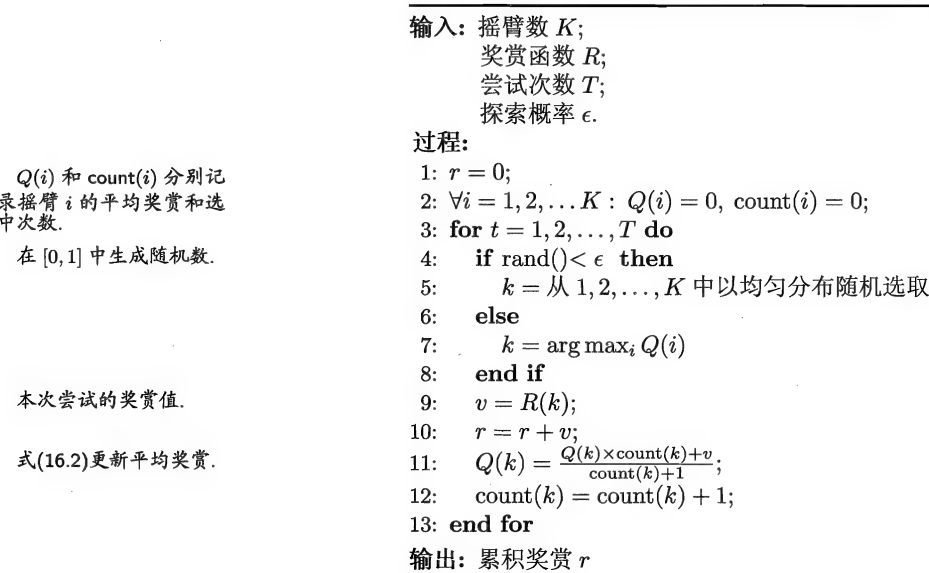 输入: 摇臂数 K;
奖赏函数 R;
尝试次数 T;
探索概率 ϵ.
过程:
1: r = 0;
Q(i) 和 count(i) 分别记
录摇臂 i 的平均奖赏和选
中次数.
2: ∀i = 1, 2, ... K : Q(i) = 0, count(i) = 0;
3: for t = 1, 2, ..., T do
在 [0, 1] 中生成随机数.
4: if rand()< ϵ then
5: k = 从 1, 2, ..., K 中以均匀分布随机选取
6: else
7: k = arg max_i Q(i)
8: end if
本次尝试的奖赏值.
9: v = R(k);
10: r = r + v;
式(16.2)更新平均奖赏.
11: Q(k) = \frac{Q(k)×count(k)+v}{count(k)+1};
12: count(k) = count(k) + 1;
13: end for
输出: 累积奖赏 r